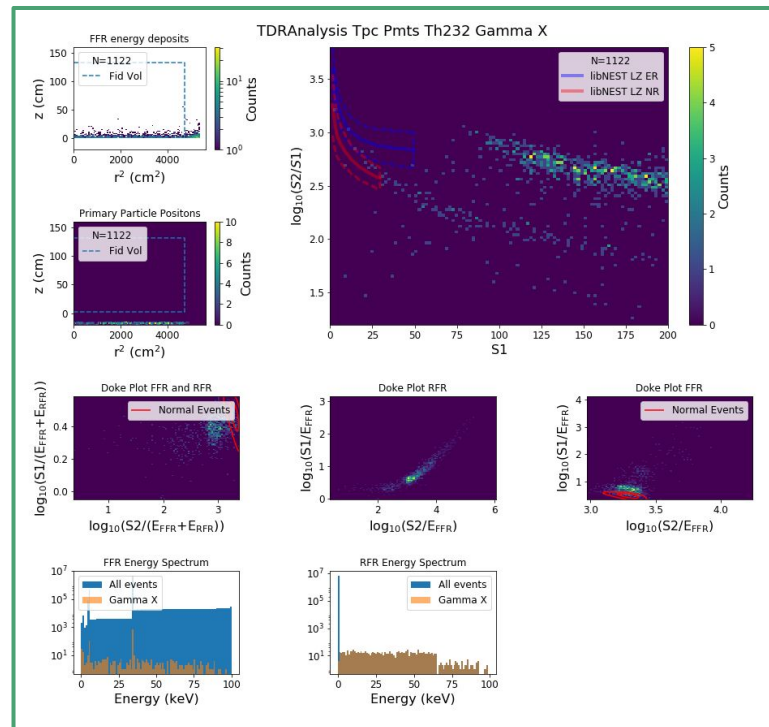 TDRAnalysis Tpc Pmts Th232 Gamma X
FFR energy deposits
N=1122
Fid Vol
z (cm)
150
100
50
0
0 2000 4000
r² (cm²)
10¹
10⁰
Counts
Primary Particle Positons
N=1122
Fid Vol
z (cm)
150
100
50
0
0 2000 4000
r² (cm²)
10
8
6
4
2
0
Counts
N=1122
libNEST LZ ER
libNEST LZ NR
log₁₀(S2/S1)
3.5
3.0
2.5
2.0
1.5
0 25 50 75 100 125 150 175 200
S1
5
4
3
2
1
0
Counts
Doke Plot FFR and RFR
Normal Events
log₁₀(S1/(E_FFR+E_RFR))
0.4
0.2
0.0
1 2 3
log₁₀(S2/(E_FFR+E_RFR))
Doke Plot RFR
log₁₀(S1/E_FFR)
3
2
1
0
2 4 6
log₁₀(S2/E_FFR)
Doke Plot FFR
Normal Events
log₁₀(S1/E_FFR)
4
3
2
1
3.0 3.5 4.0
log₁₀(S2/E_FFR)
FFR Energy Spectrum
All events
Gamma X
10⁷
10⁵
10³
10¹
0 25 50 75 100
Energy (keV)
RFR Energy Spectrum
All events
Gamma X
10⁷
10⁵
10³
10¹
0 25 50 75 100
Energy (keV)